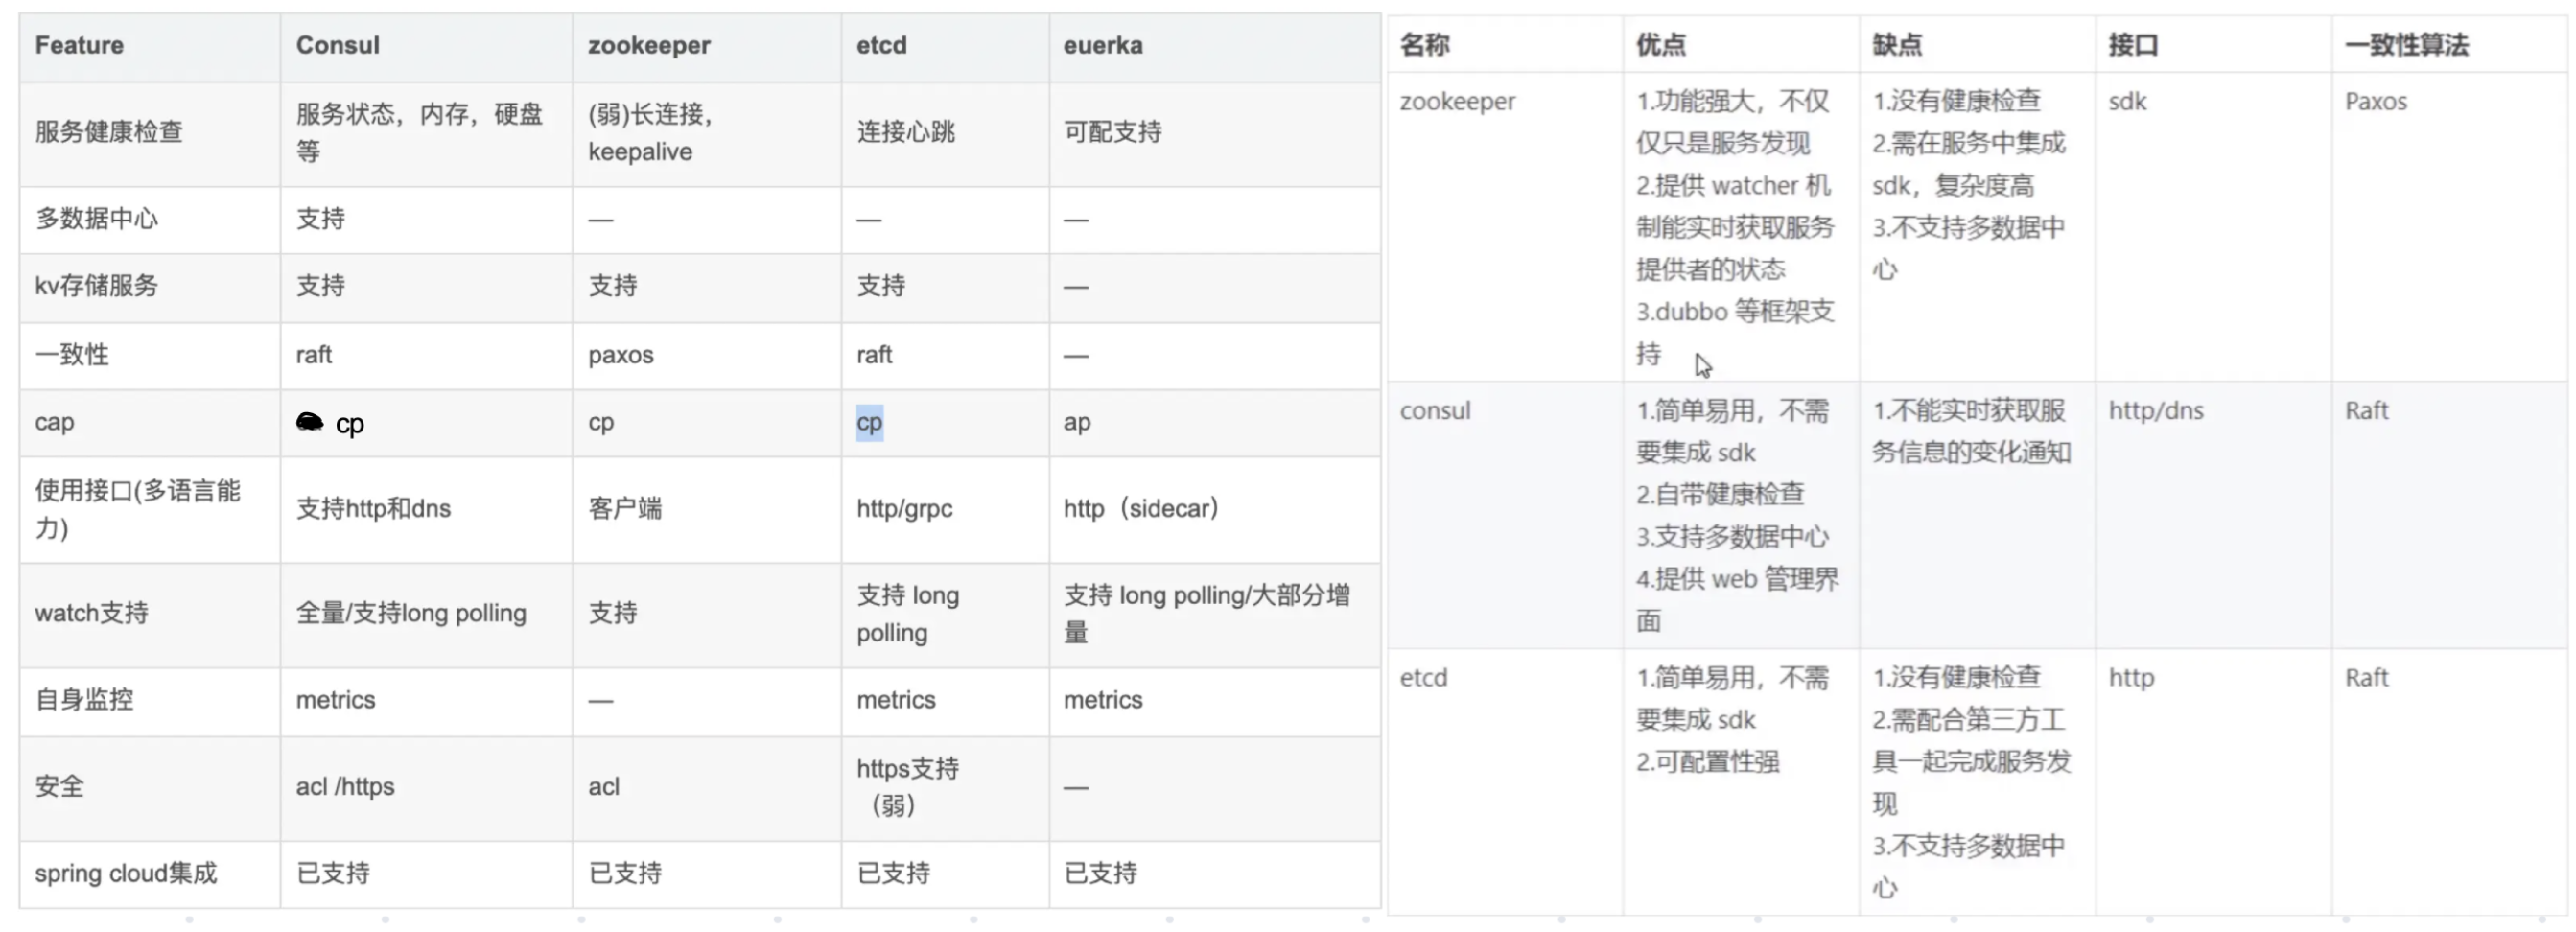 Feature Consul zookeeper etcd euerka
服务健康检查 服务状态，内存，硬盘 (弱)长连接， 连接心跳 可配支持
等 keepalive
多数据中心 支持 — — —
kv存储服务 支持 支持 支持 —
一致性 raft paxos raft —
cap cp cp cp ap
使用接口(多语言能 支持http和dns 客户端 http/grpc http（sidecar）
力)
watch支持 全量/支持long polling 支持 支持 long 支持 long polling/大部分增
polling 量
自身监控 metrics — metrics metrics
安全 acl /https acl https支持 —
（弱）
spring cloud集成 已支持 已支持 已支持 已支持
名称 优点 缺点 接口 一致性算法
zookeeper 1.功能强大，不仅 1.没有健康检查 sdk Paxos
仅只是服务发现 2.需在服务中集成
2.提供 watcher 机 sdk，复杂度高
制能实时获取服务 3.不支持多数据中
提供者的状态 心
3.dubbo 等框架支
持
consul 1.简单易用，不需 1.不能实时获取服 http/dns Raft
要集成 sdk 务信息的变化通知
2.自带健康检查
3.支持多数据中心
4.提供 web 管理界
面
etcd 1.简单易用，不需 1.没有健康检查 http Raft
要集成 sdk 2.需配合第三方工
2.可配置性强 具一起完成服务发
现
3.不支持多数据中
心